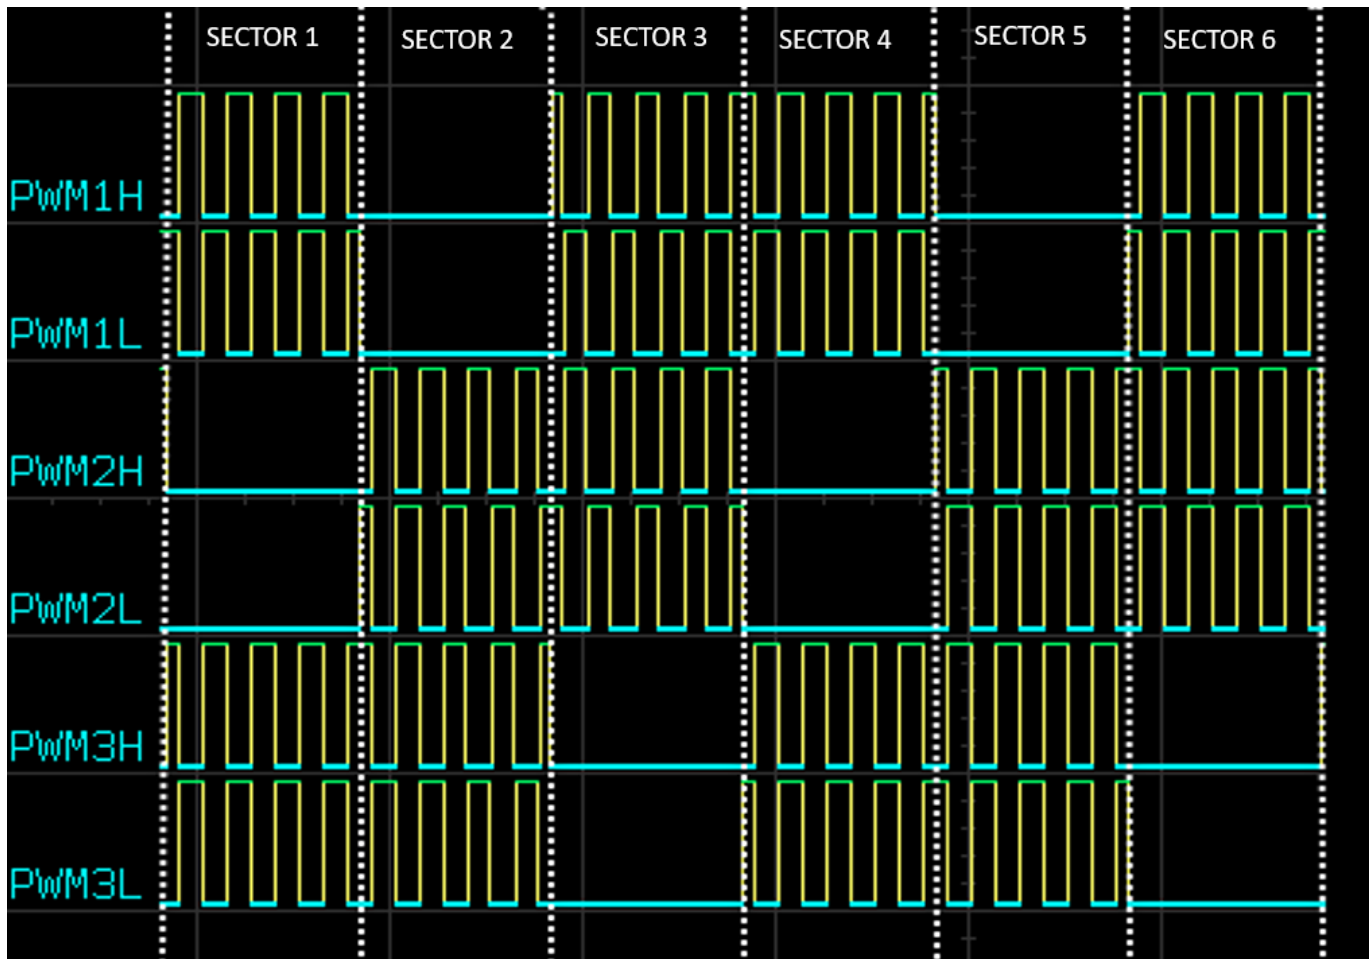 SECTOR 1 SECTOR 2 SECTOR 3 SECTOR 4 SECTOR 5 SECTOR 6
PWM1H
PWM1L
PWM2H
PWM2L
PWM3H
PWM3L